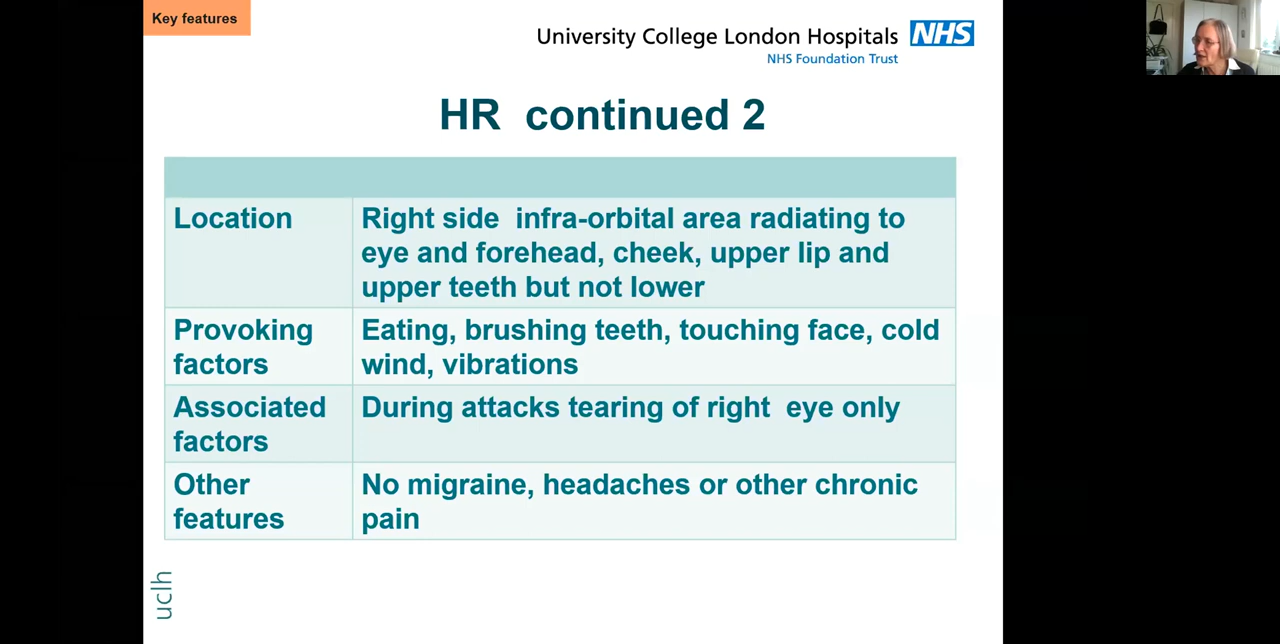 Key features
University College London Hospitals NHS
NHS Foundation Trust
HR continued 2
Location
Right side infra-orbital area radiating to
eye and forehead, cheek, upper lip and
upper teeth but not lower
Provoking
factors
Eating, brushing teeth, touching face, cold
wind, vibrations
Associated
factors
During attacks tearing of right eye only
Other
features
No migraine, headaches or other chronic
pain
uclh